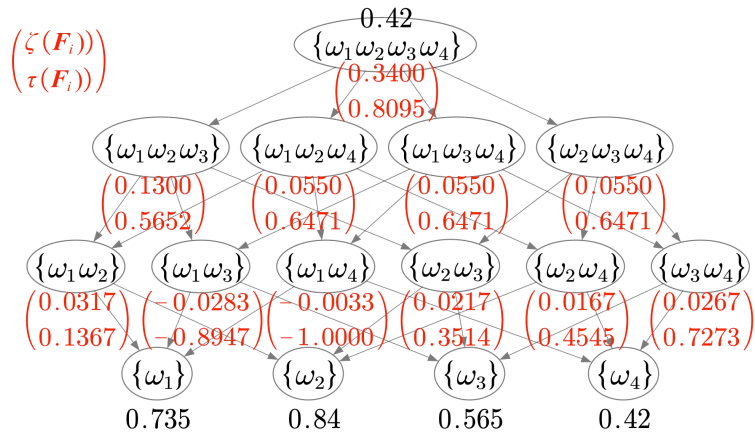 0.42
(ζ(𝑭ᵢ))
τ(𝑭ᵢ))
{ω₁ω₂ω₃ω₄}
(0.3400
0.8095)
{ω₁ω₂ω₃} {ω₁ω₂ω₄} {ω₁ω₃ω₄} {ω₂ω₃ω₄}
(0.1300) (0.0550) (0.0550) (0.0550)
(0.5652) (0.6471) (0.6471) (0.6471)
{ω₁ω₂} {ω₁ω₃} {ω₁ω₄} {ω₂ω₃} {ω₂ω₄} {ω₃ω₄}
(0.0317) (−0.0283) (−0.0033) (0.0217) (0.0167) (0.0267)
(0.1367) (−0.8947) (−1.0000) (0.3514) (0.4545) (0.7273)
{ω₁} {ω₂} {ω₃} {ω₄}
0.735 0.84 0.565 0.42